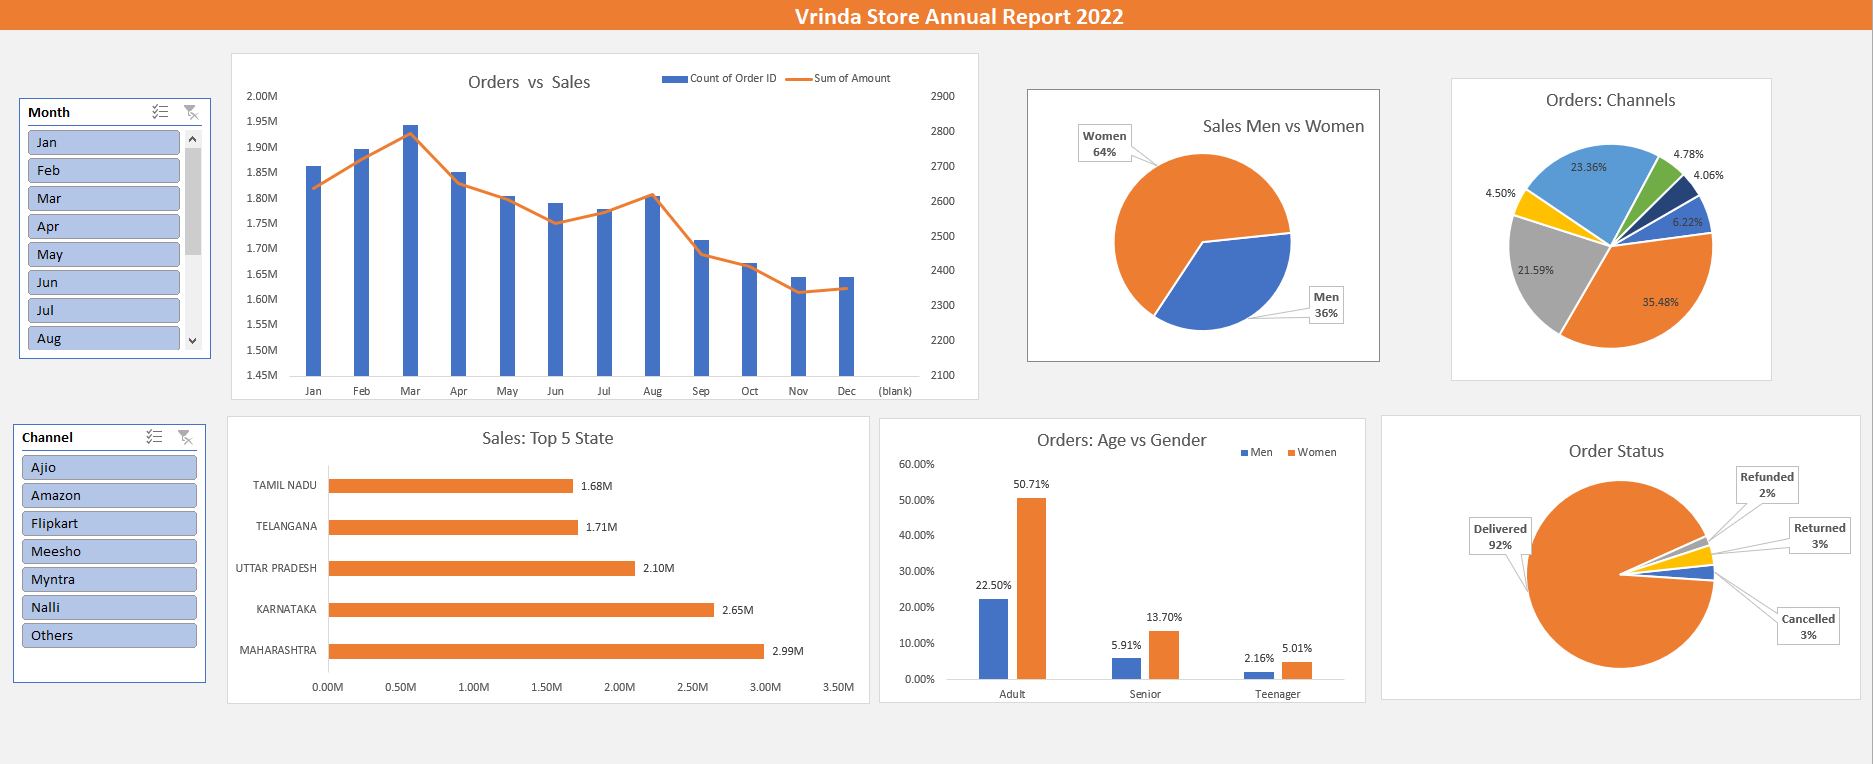 Vrinda Store Annual Report 2022
Month
Jan
Feb
Mar
Apr
May
Jun
Jul
Aug
Orders vs Sales
Count of Order ID
Sum of Amount
2.00M
1.95M
1.90M
1.85M
1.80M
1.75M
1.70M
1.65M
1.60M
1.55M
1.50M
1.45M
2900
2800
2700
2600
2500
2400
2300
2200
2100
Jan Feb Mar Apr May Jun Jul Aug Sep Oct Nov Dec (blank)
Sales Men vs Women
Women
64%
Men
36%
Orders: Channels
4.78%
4.06%
23.36%
4.50%
6.22%
21.59%
35.48%
Channel
Ajio
Amazon
Flipkart
Meesho
Myntra
Nalli
Others
Sales: Top 5 State
TAMIL NADU 1.68M
TELANGANA 1.71M
UTTAR PRADESH 2.10M
KARNATAKA 2.65M
MAHARASHTRA 2.99M
0.00M 0.50M 1.00M 1.50M 2.00M 2.50M 3.00M 3.50M
Orders: Age vs Gender
Men Women
60.00%
50.00%
40.00%
30.00%
20.00%
10.00%
0.00%
50.71%
22.50%
13.70%
5.91%
5.01%
2.16%
Adult Senior Teenager
Order Status
Refunded
2%
Delivered
92%
Returned
3%
Cancelled
3%